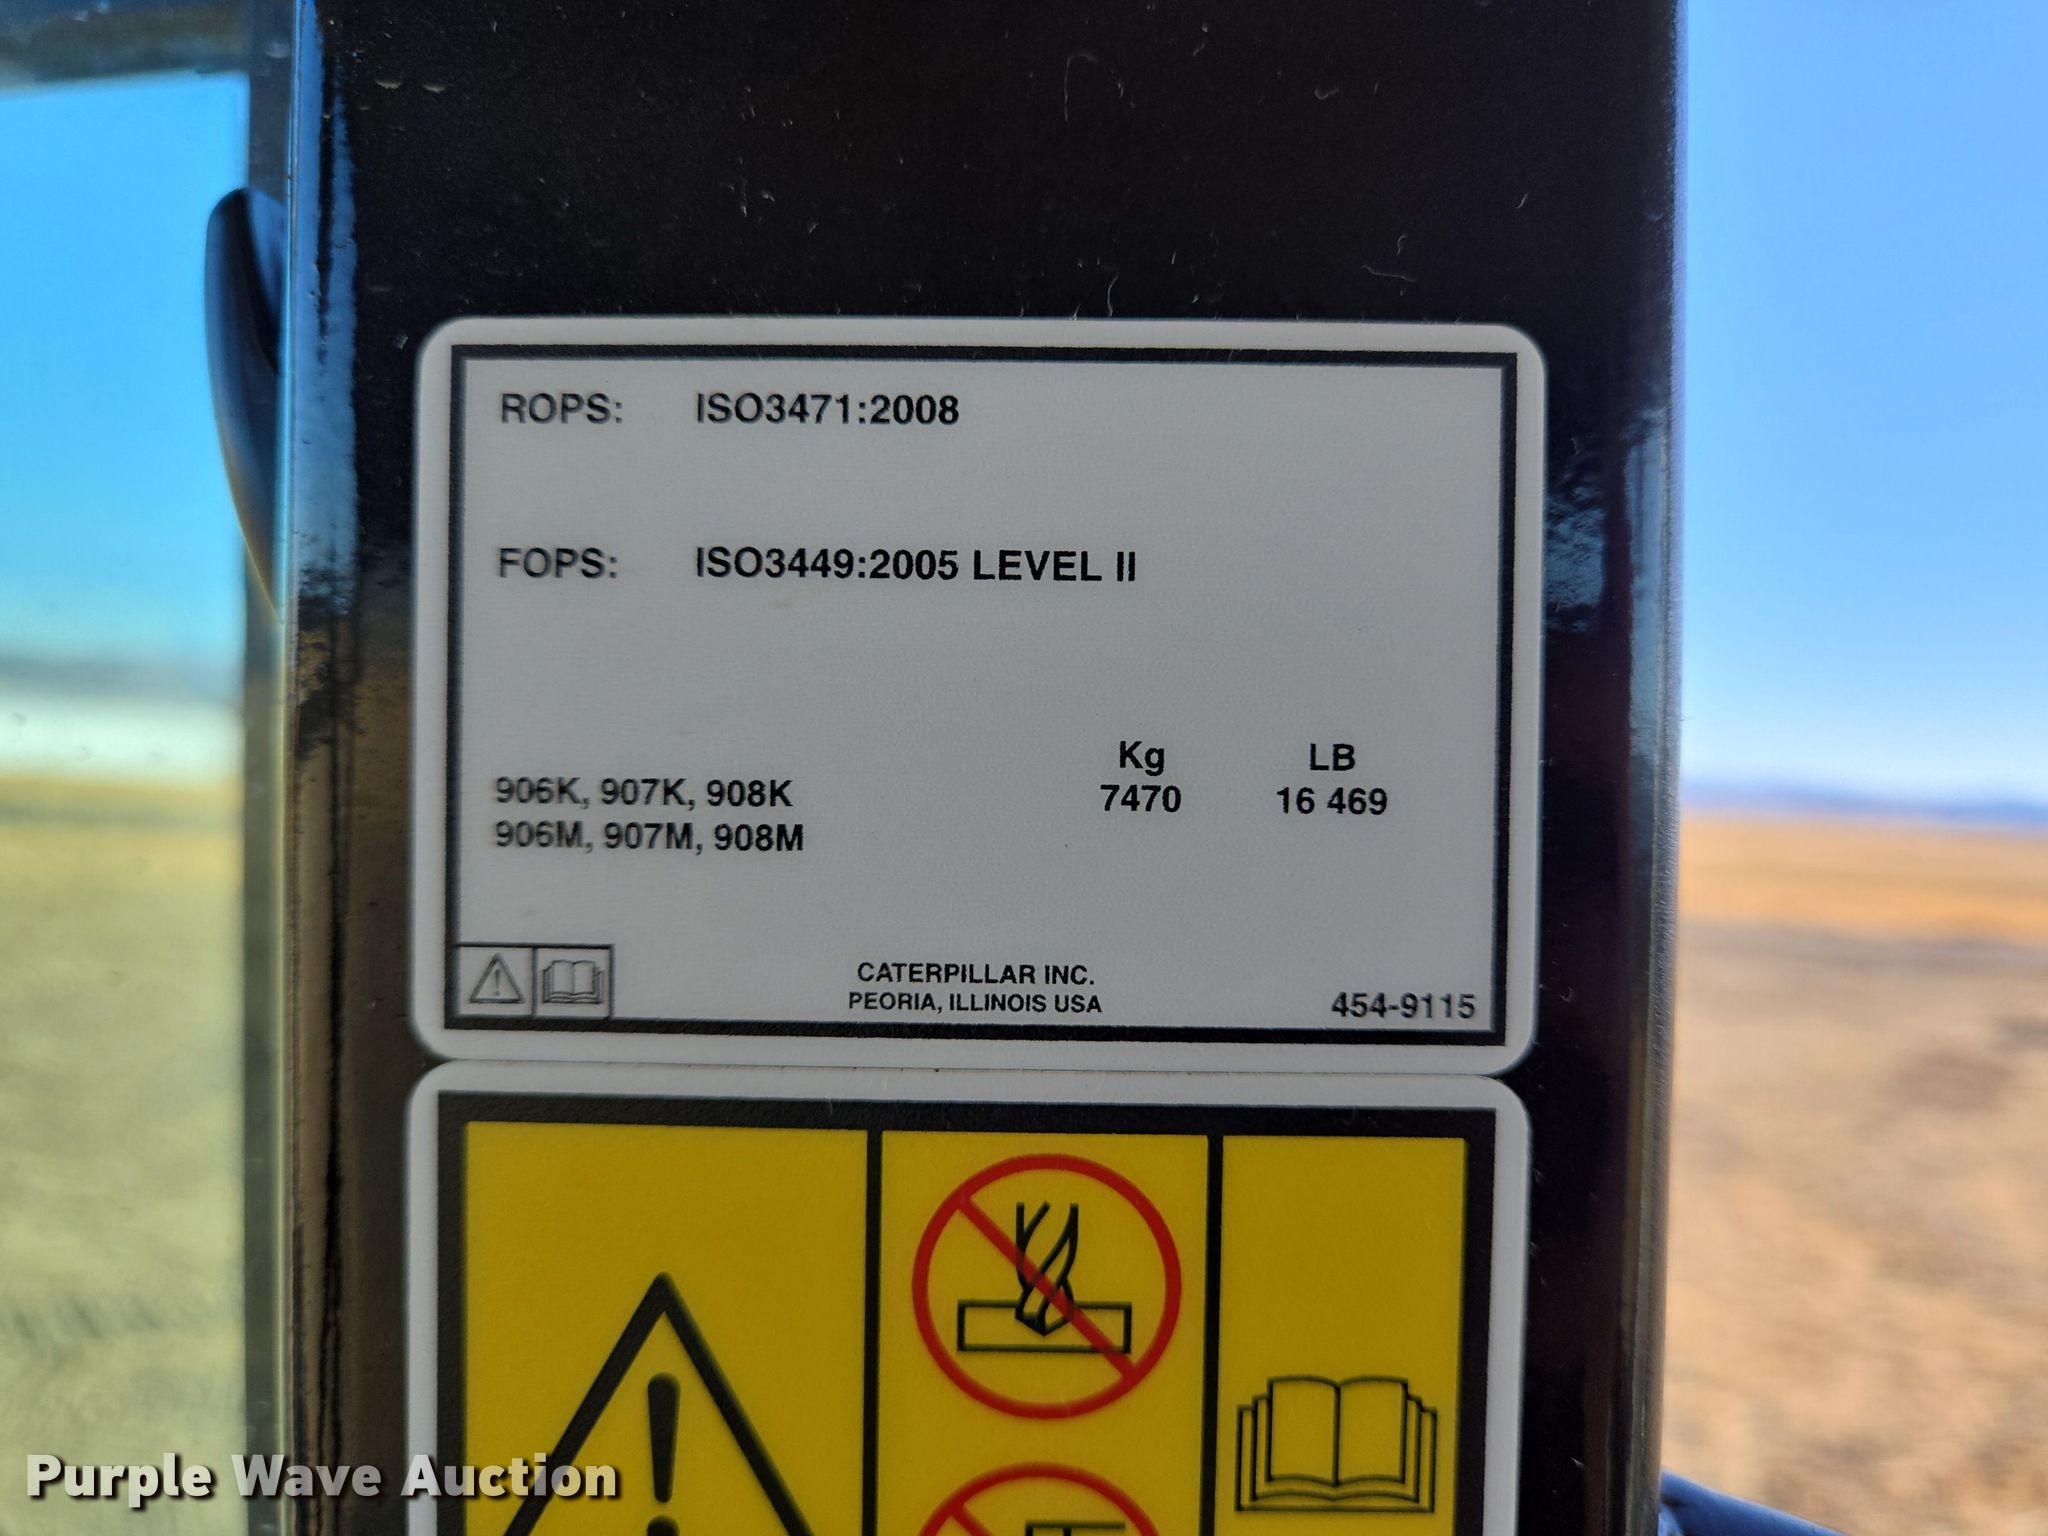 ROPS: ISO3471:2008
FOPS: ISO3449:2005 LEVEL II
Kg LB
906K, 907K, 908K 7470 16 469
906M, 907M, 908M
CATERPILLAR INC.
PEORIA, ILLINOIS USA
454-9115
Purple Wave Auction